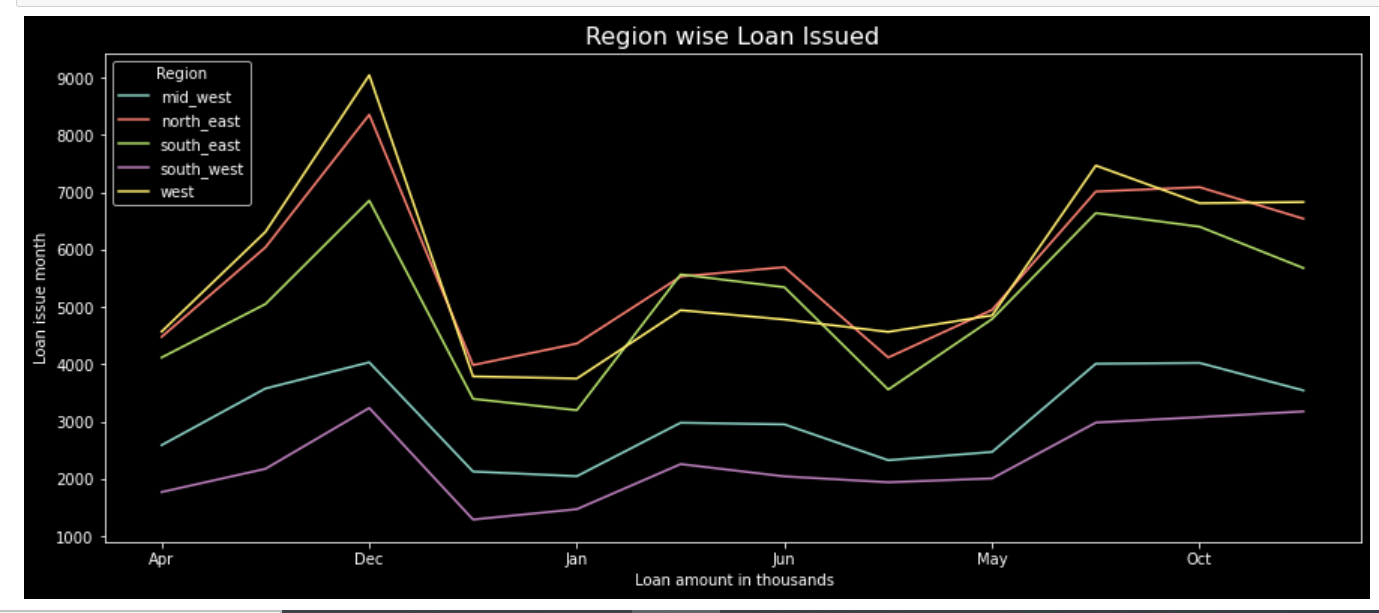 Region wise Loan Issued
Region
mid_west
north_east
south_east
south_west
west
9000
8000
7000
6000
5000
4000
3000
2000
1000
Loan issue month
Apr Dec Jan Jun May Oct
Loan amount in thousands